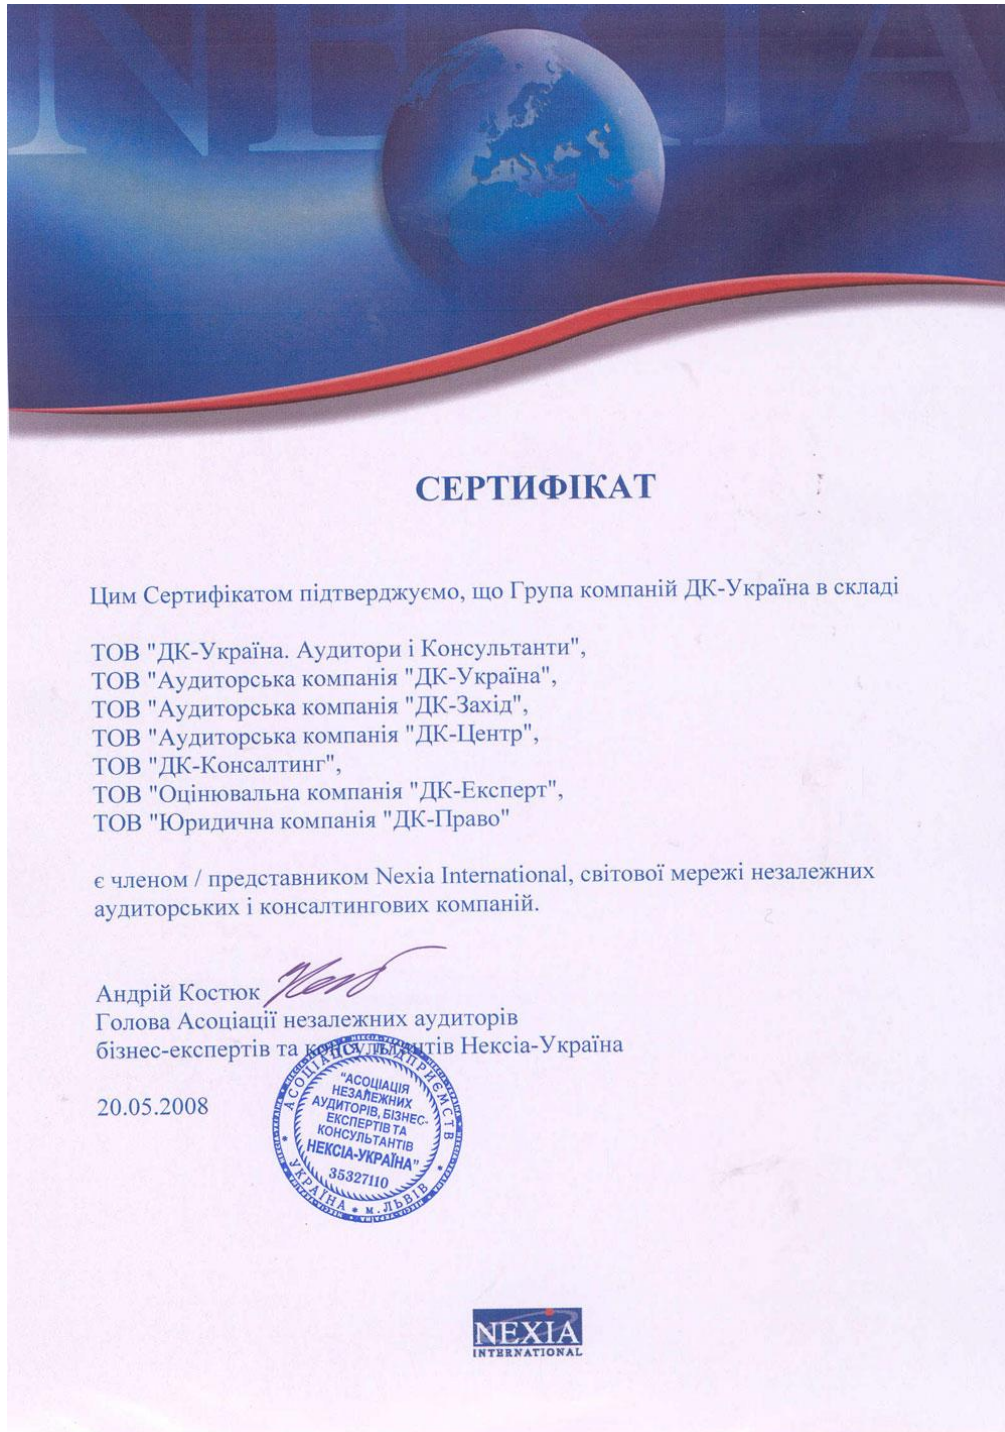 NEXIA
СЕРТИФІКАТ
Цим Сертифікатом підтверджуємо, що Група компаній ДК-Україна в складі
ТОВ "ДК-Україна. Аудитори і Консультанти",
ТОВ "Аудиторська компанія "ДК-Україна",
ТОВ "Аудиторська компанія "ДК-Захід",
ТОВ "Аудиторська компанія "ДК-Центр",
ТОВ "ДК-Консалтинг",
ТОВ "Оцінювальна компанія "ДК-Експерт",
ТОВ "Юридична компанія "ДК-Право"
є членом / представником Nexia International, світової мережі незалежних
аудиторських і консалтингових компаній.
Андрій Костюк
Голова Асоціації незалежних аудиторів
бізнес-експертів та консультантів Нексіа-Україна
20.05.2008
АСОЦІАЦІЯ ПІДПРИЄМСТВ
"АСОЦІАЦІЯ
НЕЗАЛЕЖНИХ
АУДИТОРІВ, БІЗНЕС-
ЕКСПЕРТІВ ТА
КОНСУЛЬТАНТІВ
НЕКСІА-УКРАЇНА"
35327110
УКРАЇНА * м. ЛЬВІВ
NEXIA
INTERNATIONAL